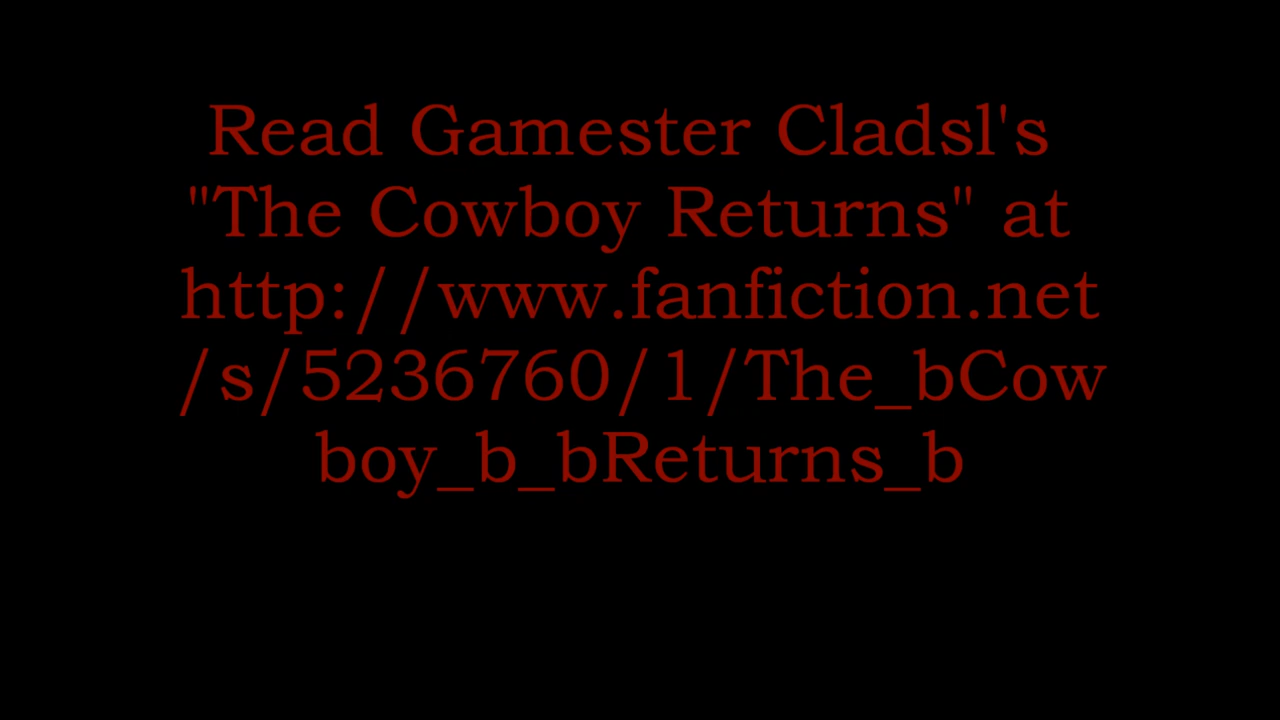 Read Gamester Cladsl's
"The Cowboy Returns" at
http://www.fanfiction.net
/s/5236760/1/The_bCow
boy_b_bReturns_b